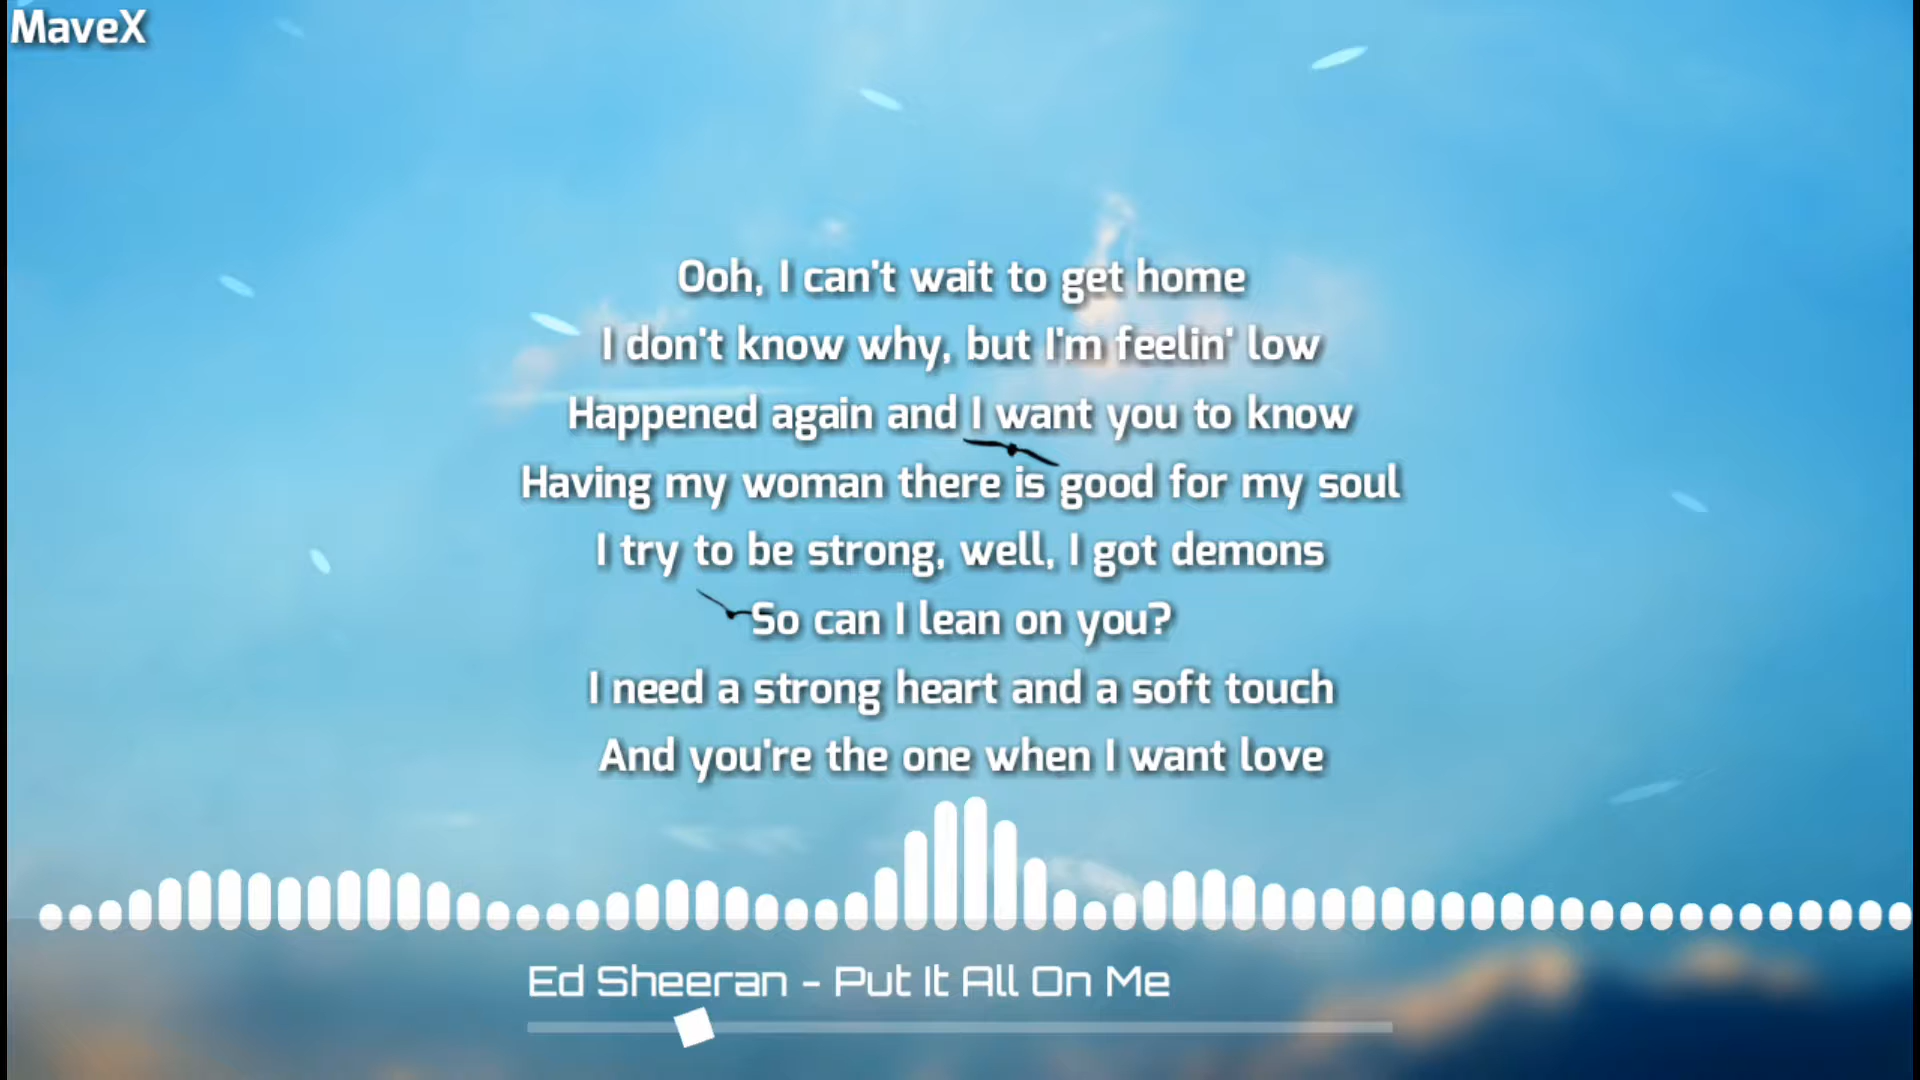 MaveX
Ooh, I can't wait to get home
I don't know why, but I'm feelin' low
Happened again and I want you to know
Having my woman there is good for my soul
I try to be strong, well, I got demons
So can I lean on you?
I need a strong heart and a soft touch
And you're the one when I want love
Ed Sheeran - Put It All On Me